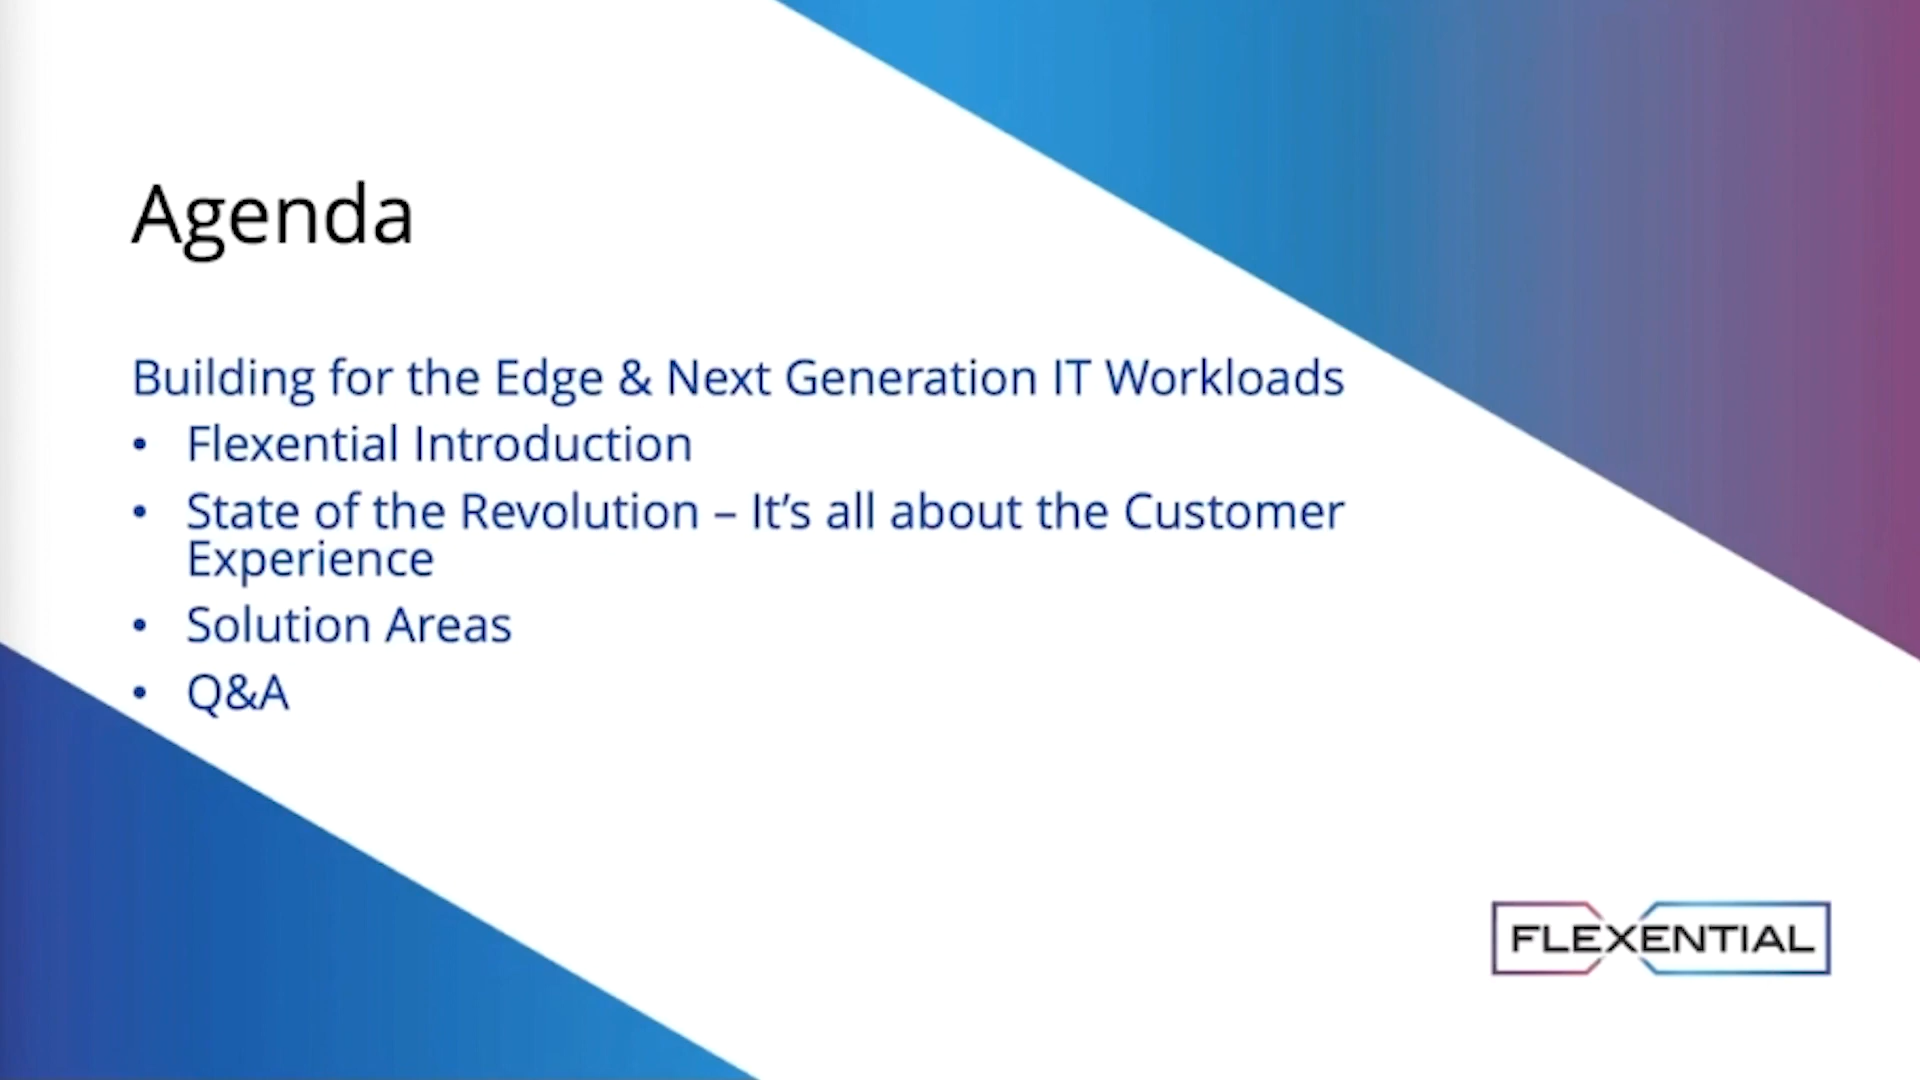 Agenda
Building for the Edge & Next Generation IT Workloads
• Flexential Introduction
• State of the Revolution – It’s all about the Customer
Experience
• Solution Areas
• Q&A
FLEXENTIAL